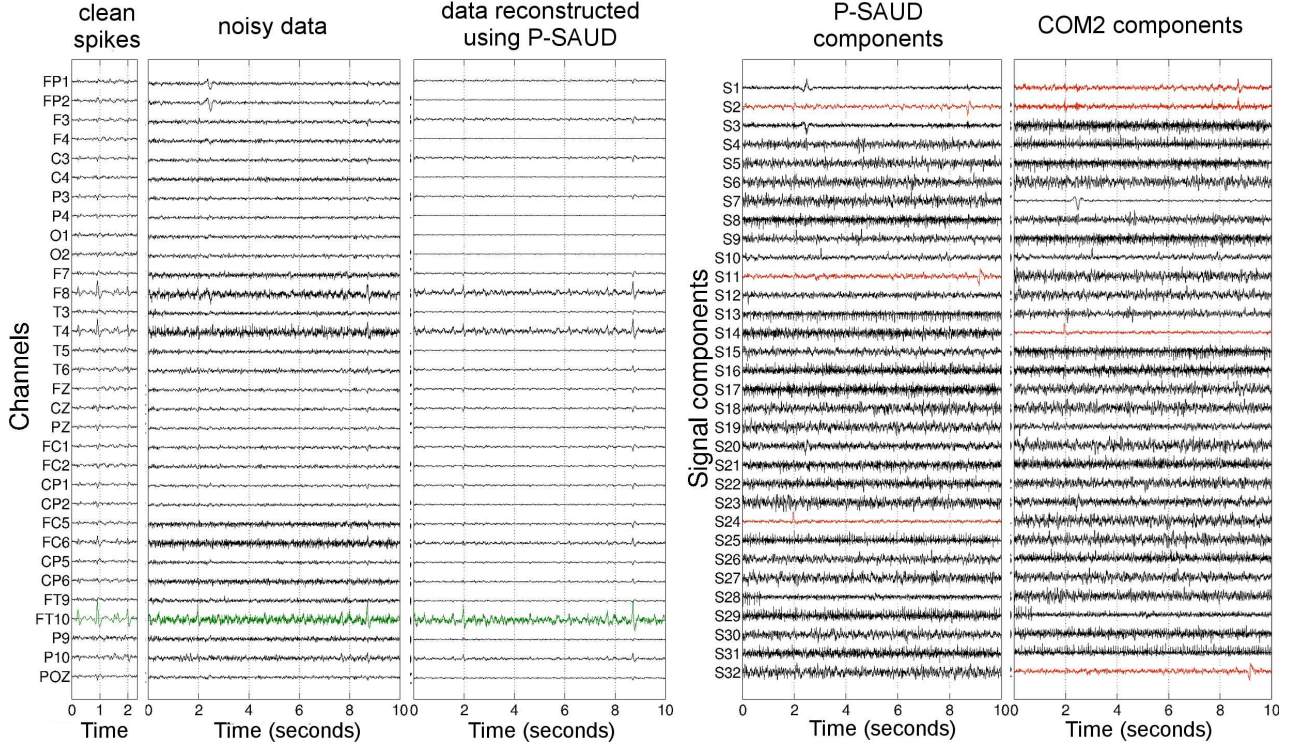 clean
spikes
noisy data
data reconstructed
using P-SAUD
P-SAUD
components
COM2 components
Channels
FP1
FP2
F3
F4
C3
C4
P3
P4
O1
O2
F7
F8
T3
T4
T5
T6
FZ
CZ
PZ
FC1
FC2
CP1
CP2
FC5
FC6
CP5
CP6
FT9
FT10
P9
P10
POZ
0 1 2
Time
0 2 4 6 8 10
Time (seconds)
0 2 4 6 8 10
Time (seconds)
Signal components
S1
S2
S3
S4
S5
S6
S7
S8
S9
S10
S11
S12
S13
S14
S15
S16
S17
S18
S19
S20
S21
S22
S23
S24
S25
S26
S27
S28
S29
S30
S31
S32
0 2 4 6 8 10
Time (seconds)
0 2 4 6 8 10
Time (seconds)